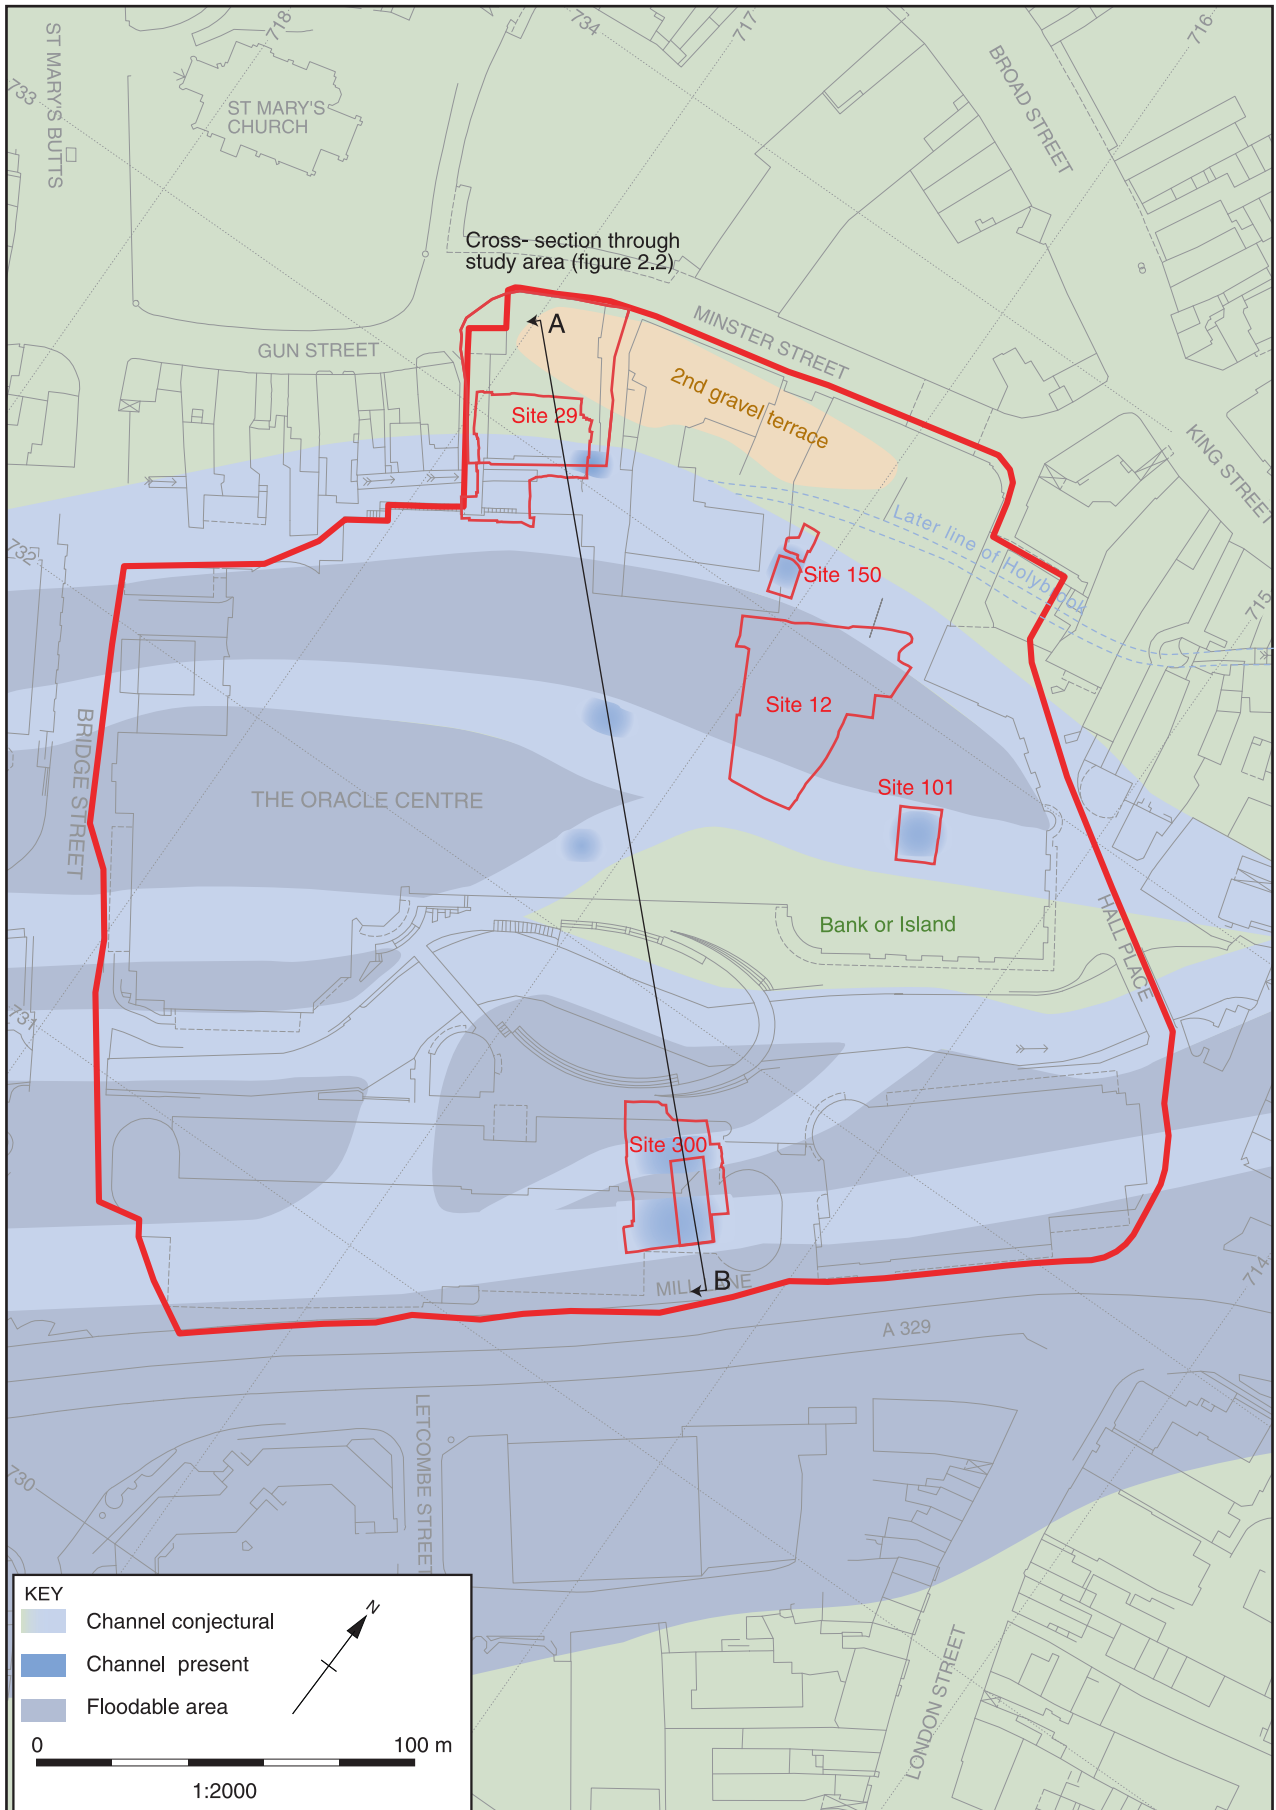 718
734
717
716
733
ST MARY'S BUTTS
ST MARY'S
CHURCH
BROAD STREET
Cross- section through
study area (figure 2.2)
A
MINSTER STREET
GUN STREET
2nd gravel terrace
Site 29
KING STREET
Later line of Holybrook
732
Site 150
715
Site 12
BRIDGE STREET
THE ORACLE CENTRE
Site 101
Bank or Island
HALL PLACE
731
Site 300
714
B
MILL LANE
A 329
LETCOMBE STREET
730
LONDON STREET
KEY
Channel conjectural
Channel present
Floodable area
N
0 100 m
1:2000